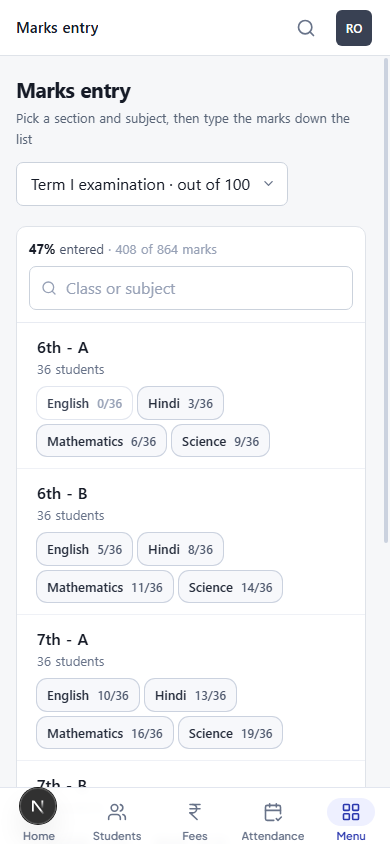 Marks entry
RO
Marks entry
Pick a section and subject, then type the marks down the
list
Term I examination · out of 100
47% entered · 408 of 864 marks
Class or subject
6th - A
36 students
English 0/36 Hindi 3/36
Mathematics 6/36 Science 9/36
6th - B
36 students
English 5/36 Hindi 8/36
Mathematics 11/36 Science 14/36
7th - A
36 students
English 10/36 Hindi 13/36
Mathematics 16/36 Science 19/36
7th - B
N
₹
Home Students Fees Attendance Menu